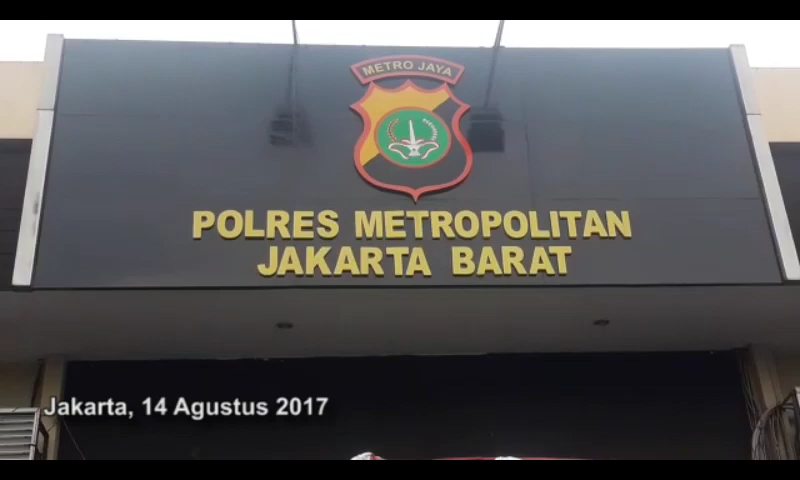 METRO JAYA
POLRES METROPOLITAN
JAKARTA BARAT
Jakarta, 14 Agustus 2017